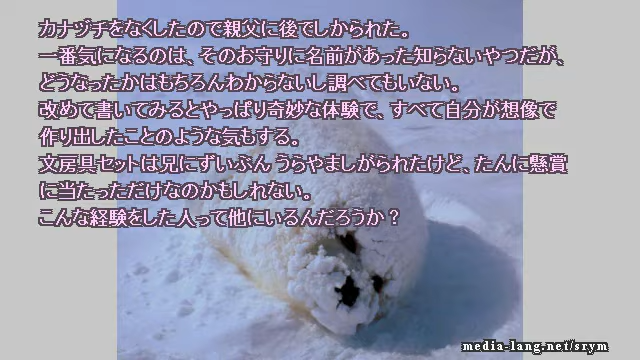 カナヅチをなくしたので親父に後でしかられた。
一番気になるのは、そのお守りに名前があった知らないやつだが、
どうなったかはもちろんわからないし調べてもいない。
改めて書いてみるとやっぱり奇妙な体験で、すべて自分が想像で
作り出したことのような気もする。
文房具セットは兄にずいぶんうらやましがられたけど、たんに懸賞
に当たっただけなのかもしれない。
こんな経験をした人って他にいるんだろうか？
media-lang.net/srym